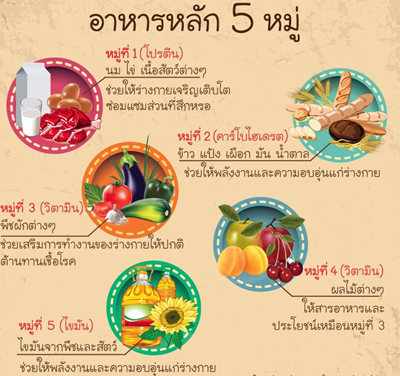 อาหารหลัก 5 หมู่
หมู่ที่ 1 (โปรตีน)
นม ไข่ เนื้อสัตว์ต่างๆ
ช่วยให้ร่างกายเจริญเติบโต
ซ่อมแซมส่วนที่สึกหรอ
หมู่ที่ 2 (คาร์โบไฮเดรต)
ข้าว แป้ง เผือก มัน น้ำตาล
ช่วยให้พลังงานและความอบอุ่นแก่ร่างกาย
หมู่ที่ 3 (วิตามิน)
พืชผักต่างๆ
ช่วยเสริมการทำงานของร่างกายให้ปกติ
ต้านทานเชื้อโรค
หมู่ที่ 4 (วิตามิน)
ผลไม้ต่างๆ
ให้สารอาหารและ
ประโยชน์เหมือนหมู่ที่ 3
หมู่ที่ 5 (ไขมัน)
ไขมันจากพืชและสัตว์
ช่วยให้พลังงานและความอบอุ่นแก่ร่างกาย